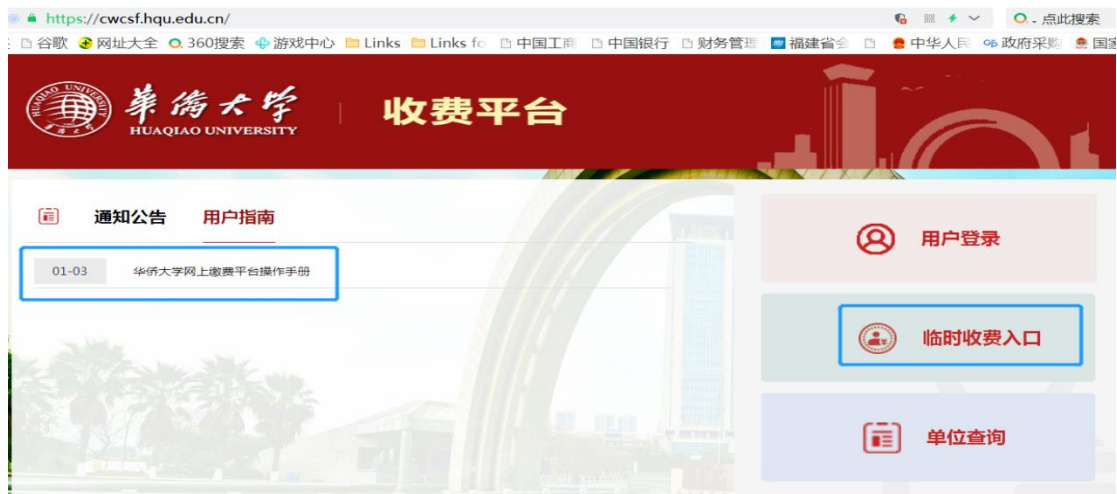 https://cwcsf.hqu.edu.cn/
点此搜索
谷歌 网址大全 360搜索 游戏中心 Links Links fo 中国工商 中国银行 财务管理 福建省会 中华人民 政府采购 国家
華僑大学 收费平台
HUAQIAO UNIVERSITY
通知公告 用户指南
用户登录
01-03 华侨大学网上缴费平台操作手册
临时收费入口
单位查询